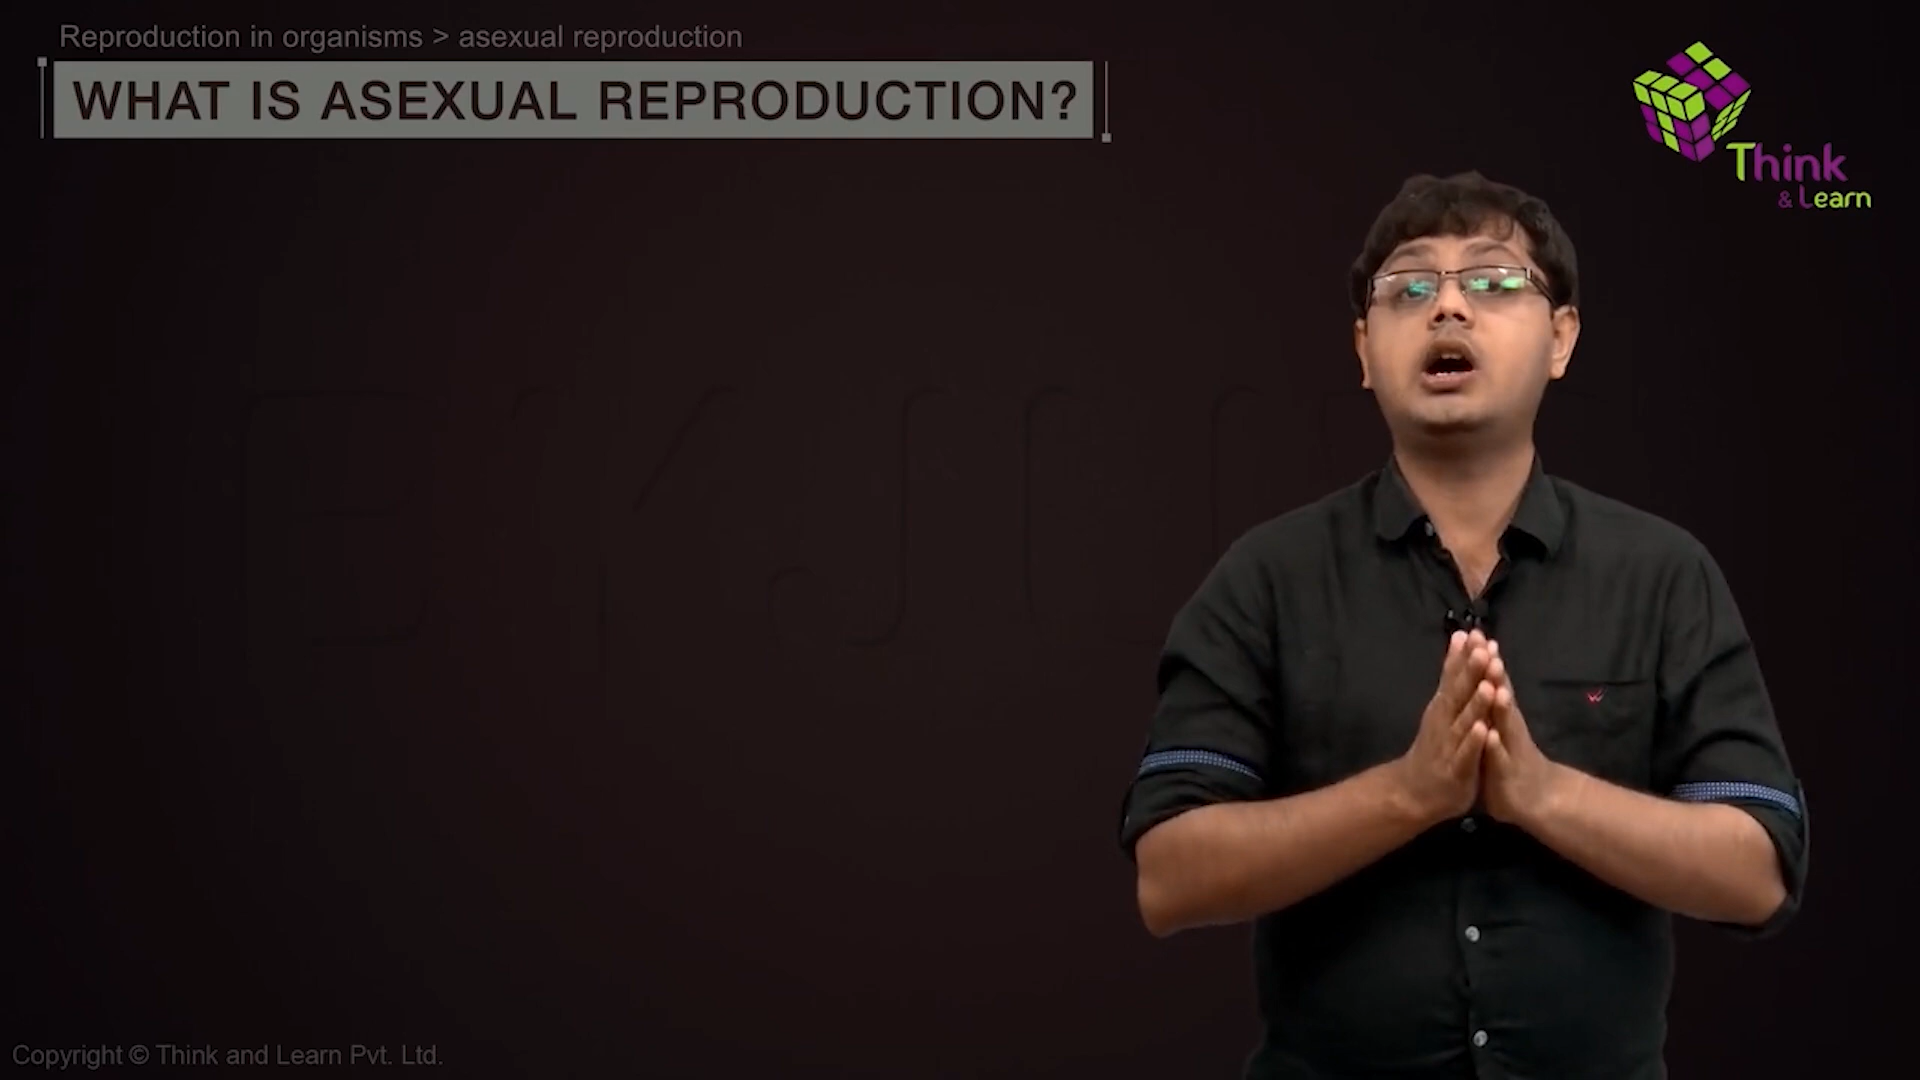 Reproduction in organisms > asexual reproduction
WHAT IS ASEXUAL REPRODUCTION?
Think
& Learn
Copyright © Think and Learn Pvt. Ltd.